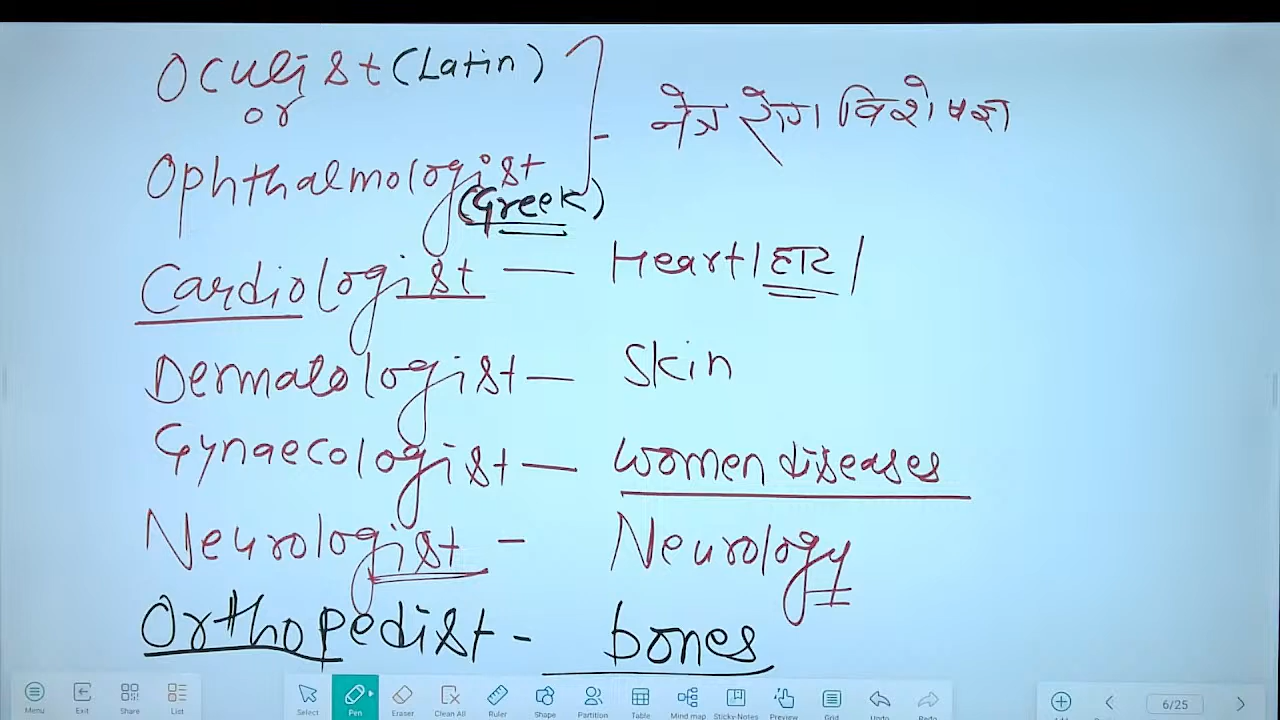 Oculist (Latin)
or
Ophthalmologist
(Greek)
नेत्र रोग विशेषज्ञ
Cardiologist — Heart/हार्ट/
Dermatologist — Skin
Gynaecologist — women diseases
Neurologist - Neurology
Orthopedist - bones
Menu Exit Share List Select Pen Eraser Clean All Ruler Shape Partition Table Mind map Sticky-Notes Preview Grid Undo Redo 6/25